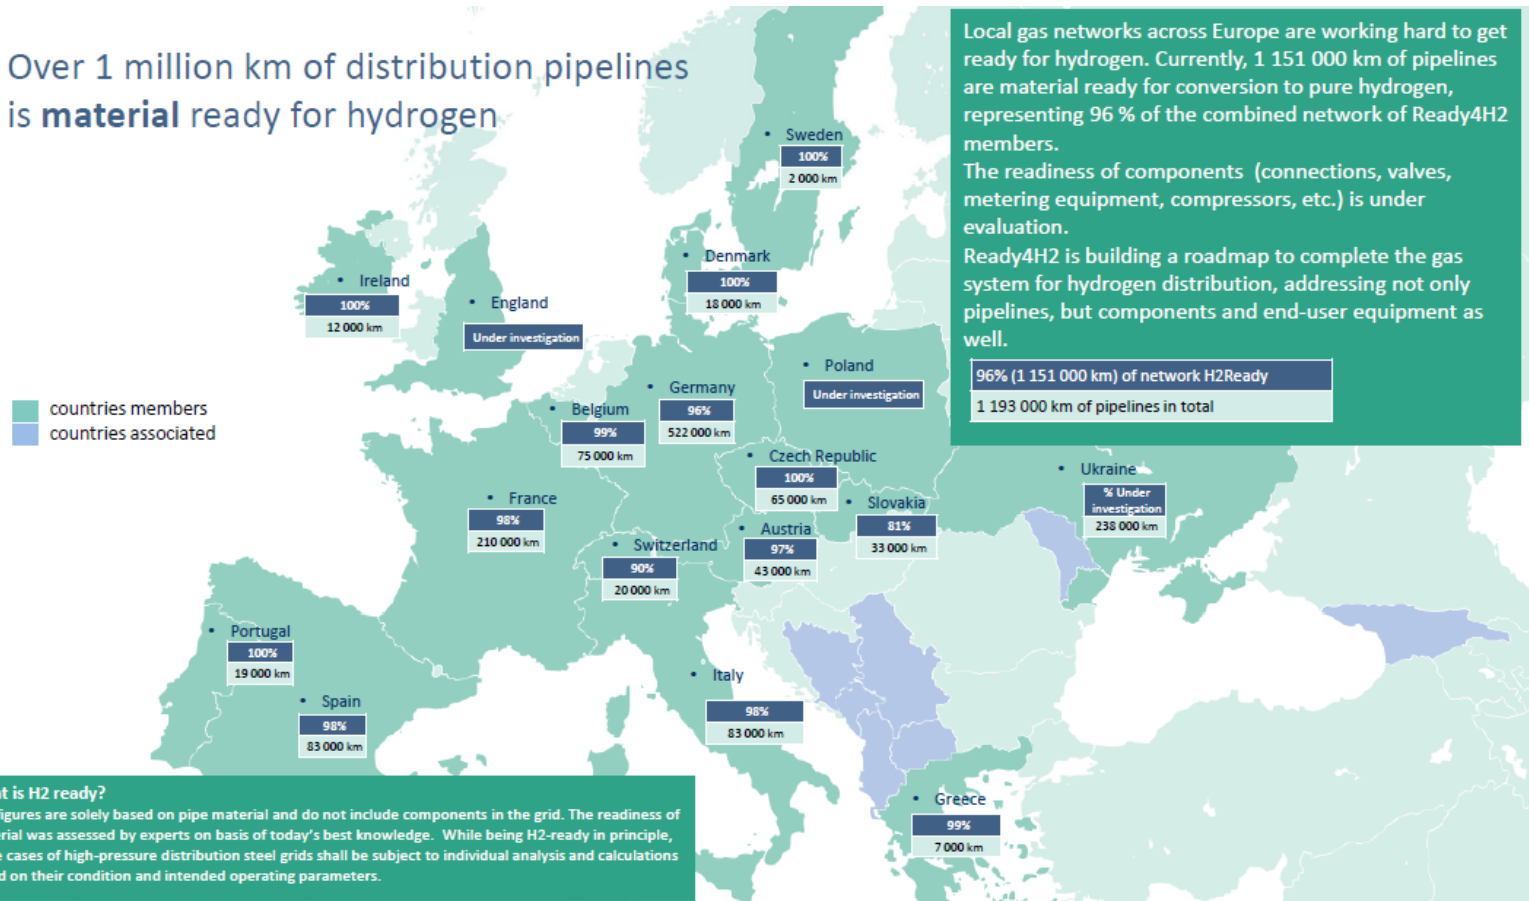 Over 1 million km of distribution pipelines
is material ready for hydrogen
Local gas networks across Europe are working hard to get
ready for hydrogen. Currently, 1 151 000 km of pipelines
are material ready for conversion to pure hydrogen,
representing 96 % of the combined network of Ready4H2
members.
The readiness of components (connections, valves,
metering equipment, compressors, etc.) is under
evaluation.
Ready4H2 is building a roadmap to complete the gas
system for hydrogen distribution, addressing not only
pipelines, but components and end-user equipment as
well.
96% (1 151 000 km) of network H2Ready
1 193 000 km of pipelines in total
• Sweden
100%
2 000 km
• Denmark
100%
18 000 km
• Ireland
100%
12 000 km
• England
Under investigation
• Poland
Under investigation
• Germany
96%
522 000 km
• Belgium
99%
75 000 km
countries members
countries associated
• Czech Republic
100%
65 000 km
• Ukraine
% Under
investigation
238 000 km
• France
98%
210 000 km
• Slovakia
81%
33 000 km
• Austria
97%
43 000 km
• Switzerland
90%
20 000 km
• Portugal
100%
19 000 km
• Italy
98%
83 000 km
• Spain
98%
83 000 km
• Greece
99%
7 000 km
is H2 ready?
figures are solely based on pipe material and do not include components in the grid. The readiness of
was assessed by experts on basis of today's best knowledge. While being H2-ready in principle,
cases of high-pressure distribution steel grids shall be subject to individual analysis and calculations
on their condition and intended operating parameters.